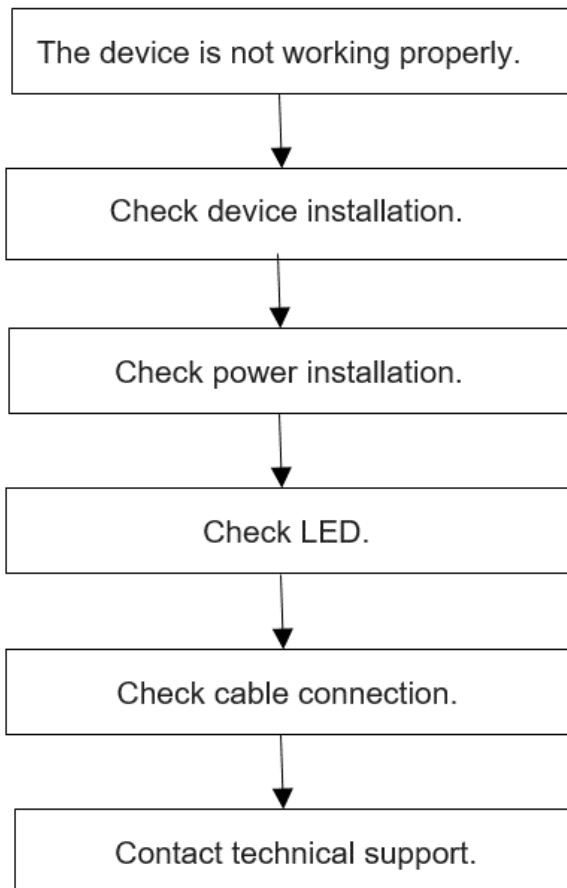 The device is not working properly.
Check device installation.
Check power installation.
Check LED.
Check cable connection.
Contact technical support.